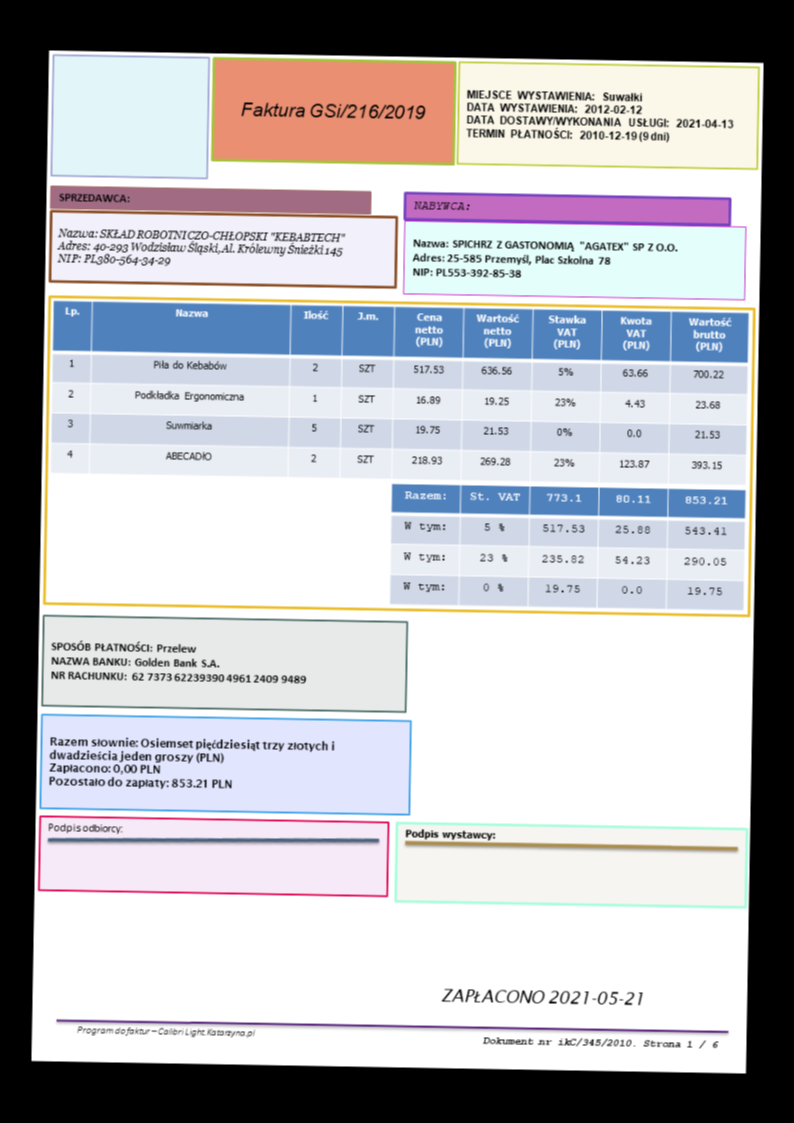 Faktura GSi/216/2019
MIEJSCE WYSTAWIENIA: Suwałki
DATA WYSTAWIENIA: 2012-02-12
DATA DOSTAWY/WYKONANIA USŁUGI: 2021-04-13
TERMIN PŁATNOŚCI: 2010-12-19 (9 dni)
SPRZEDAWCA:
Nazwa: SKŁAD ROBOTNICZO-CHŁOPSKI "KEBABTECH"
Adres: 40-293 Wodzisław Śląski, Al. Królewny Śnieżki 145
NIP: PL380-564-34-29
NABYWCA:
Nazwa: SPICHRZ Z GASTONOMIĄ "AGATEX" SP Z O.O.
Adres: 25-585 Przemyśl, Plac Szkolna 78
NIP: PL553-392-85-38
Lp. Nazwa Ilość J.m. Cena netto (PLN) Wartość netto (PLN) Stawka VAT (PLN) Kwota VAT (PLN) Wartość brutto (PLN)
1 Piła do Kebabów 2 SZT 517.53 636.56 5% 63.66 700.22
2 Podkładka Ergonomiczna 1 SZT 16.89 19.25 23% 4.43 23.68
3 Suwmiarka 5 SZT 19.75 21.53 0% 0.0 21.53
4 ABECADŁO 2 SZT 218.93 269.28 23% 123.87 393.15
Razem: St. VAT 773.1 80.11 853.21
W tym: 5 % 517.53 25.88 543.41
W tym: 23 % 235.82 54.23 290.05
W tym: 0 % 19.75 0.0 19.75
SPOSÓB PŁATNOŚCI: Przelew
NAZWA BANKU: Golden Bank S.A.
NR RACHUNKU: 62 7373 62239390 4961 2409 9489
Razem słownie: Osiemset pięćdziesiąt trzy złotych i
dwadzieścia jeden groszy (PLN)
Zapłacono: 0,00 PLN
Pozostało do zapłaty: 853.21 PLN
Podpis odbiorcy:
Podpis wystawcy:
ZAPŁACONO 2021-05-21
Program do faktur – Calibri Light.Katarzyna.pl
Dokument nr ikC/345/2010. Strona 1 / 6